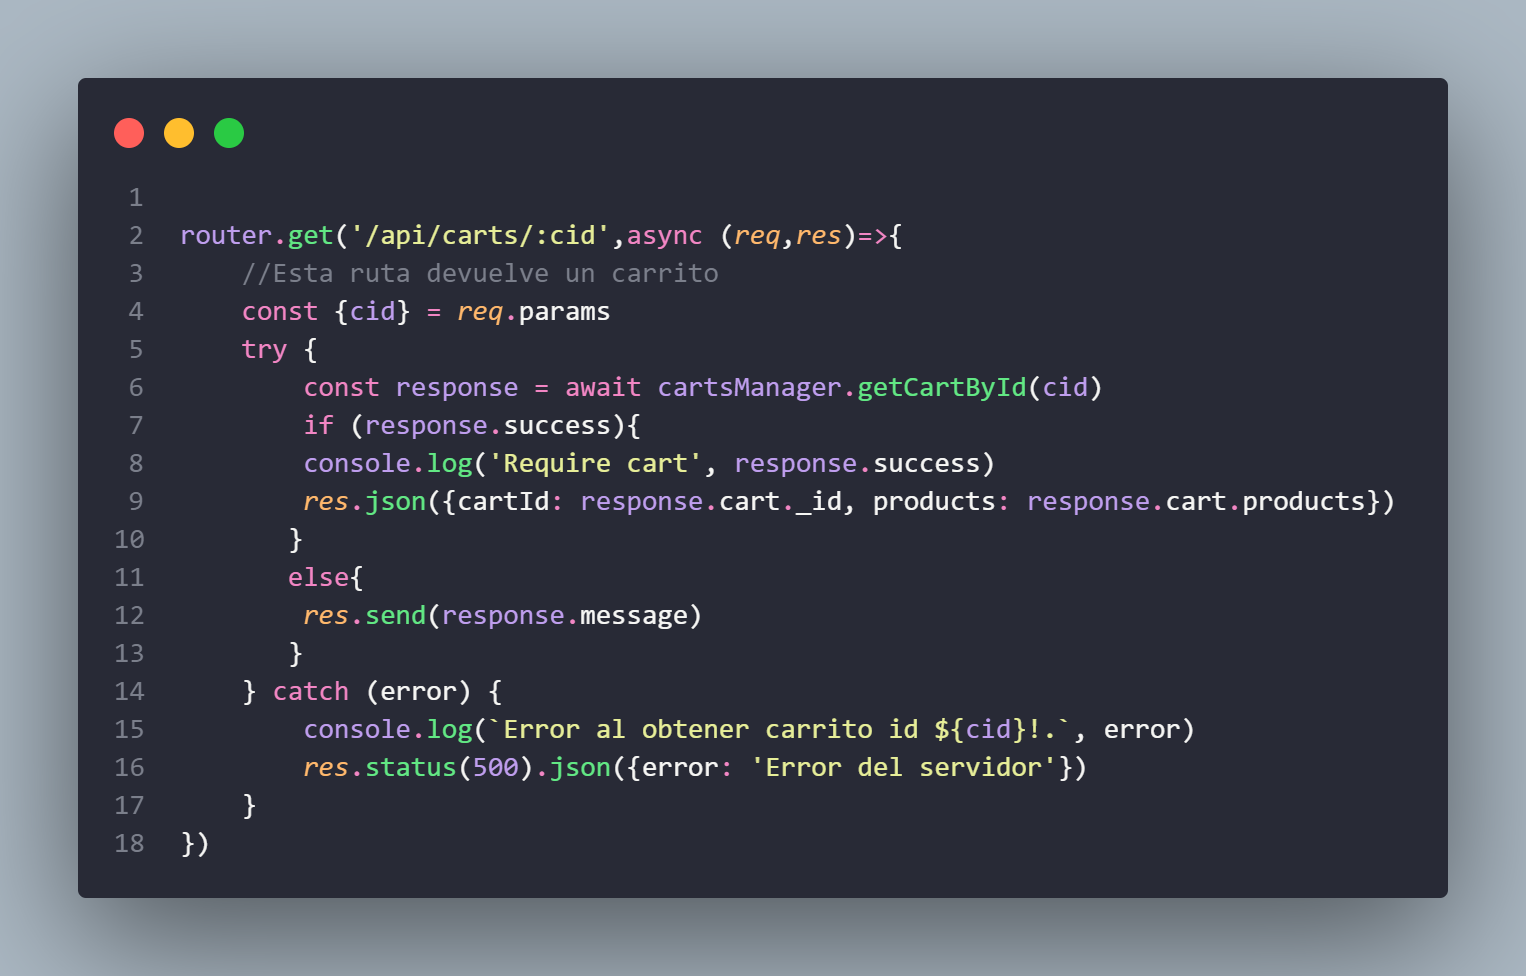 1
2 router.get('/api/carts/:cid',async (req,res)=>{
3     //Esta ruta devuelve un carrito
4     const {cid} = req.params
5     try {
6         const response = await cartsManager.getCartById(cid)
7         if (response.success){
8         console.log('Require cart', response.success)
9         res.json({cartId: response.cart._id, products: response.cart.products})
10        }
11        else{
12         res.send(response.message)
13        }
14     } catch (error) {
15         console.log(`Error al obtener carrito id ${cid}!.`, error)
16         res.status(500).json({error: 'Error del servidor'})
17     }
18 })